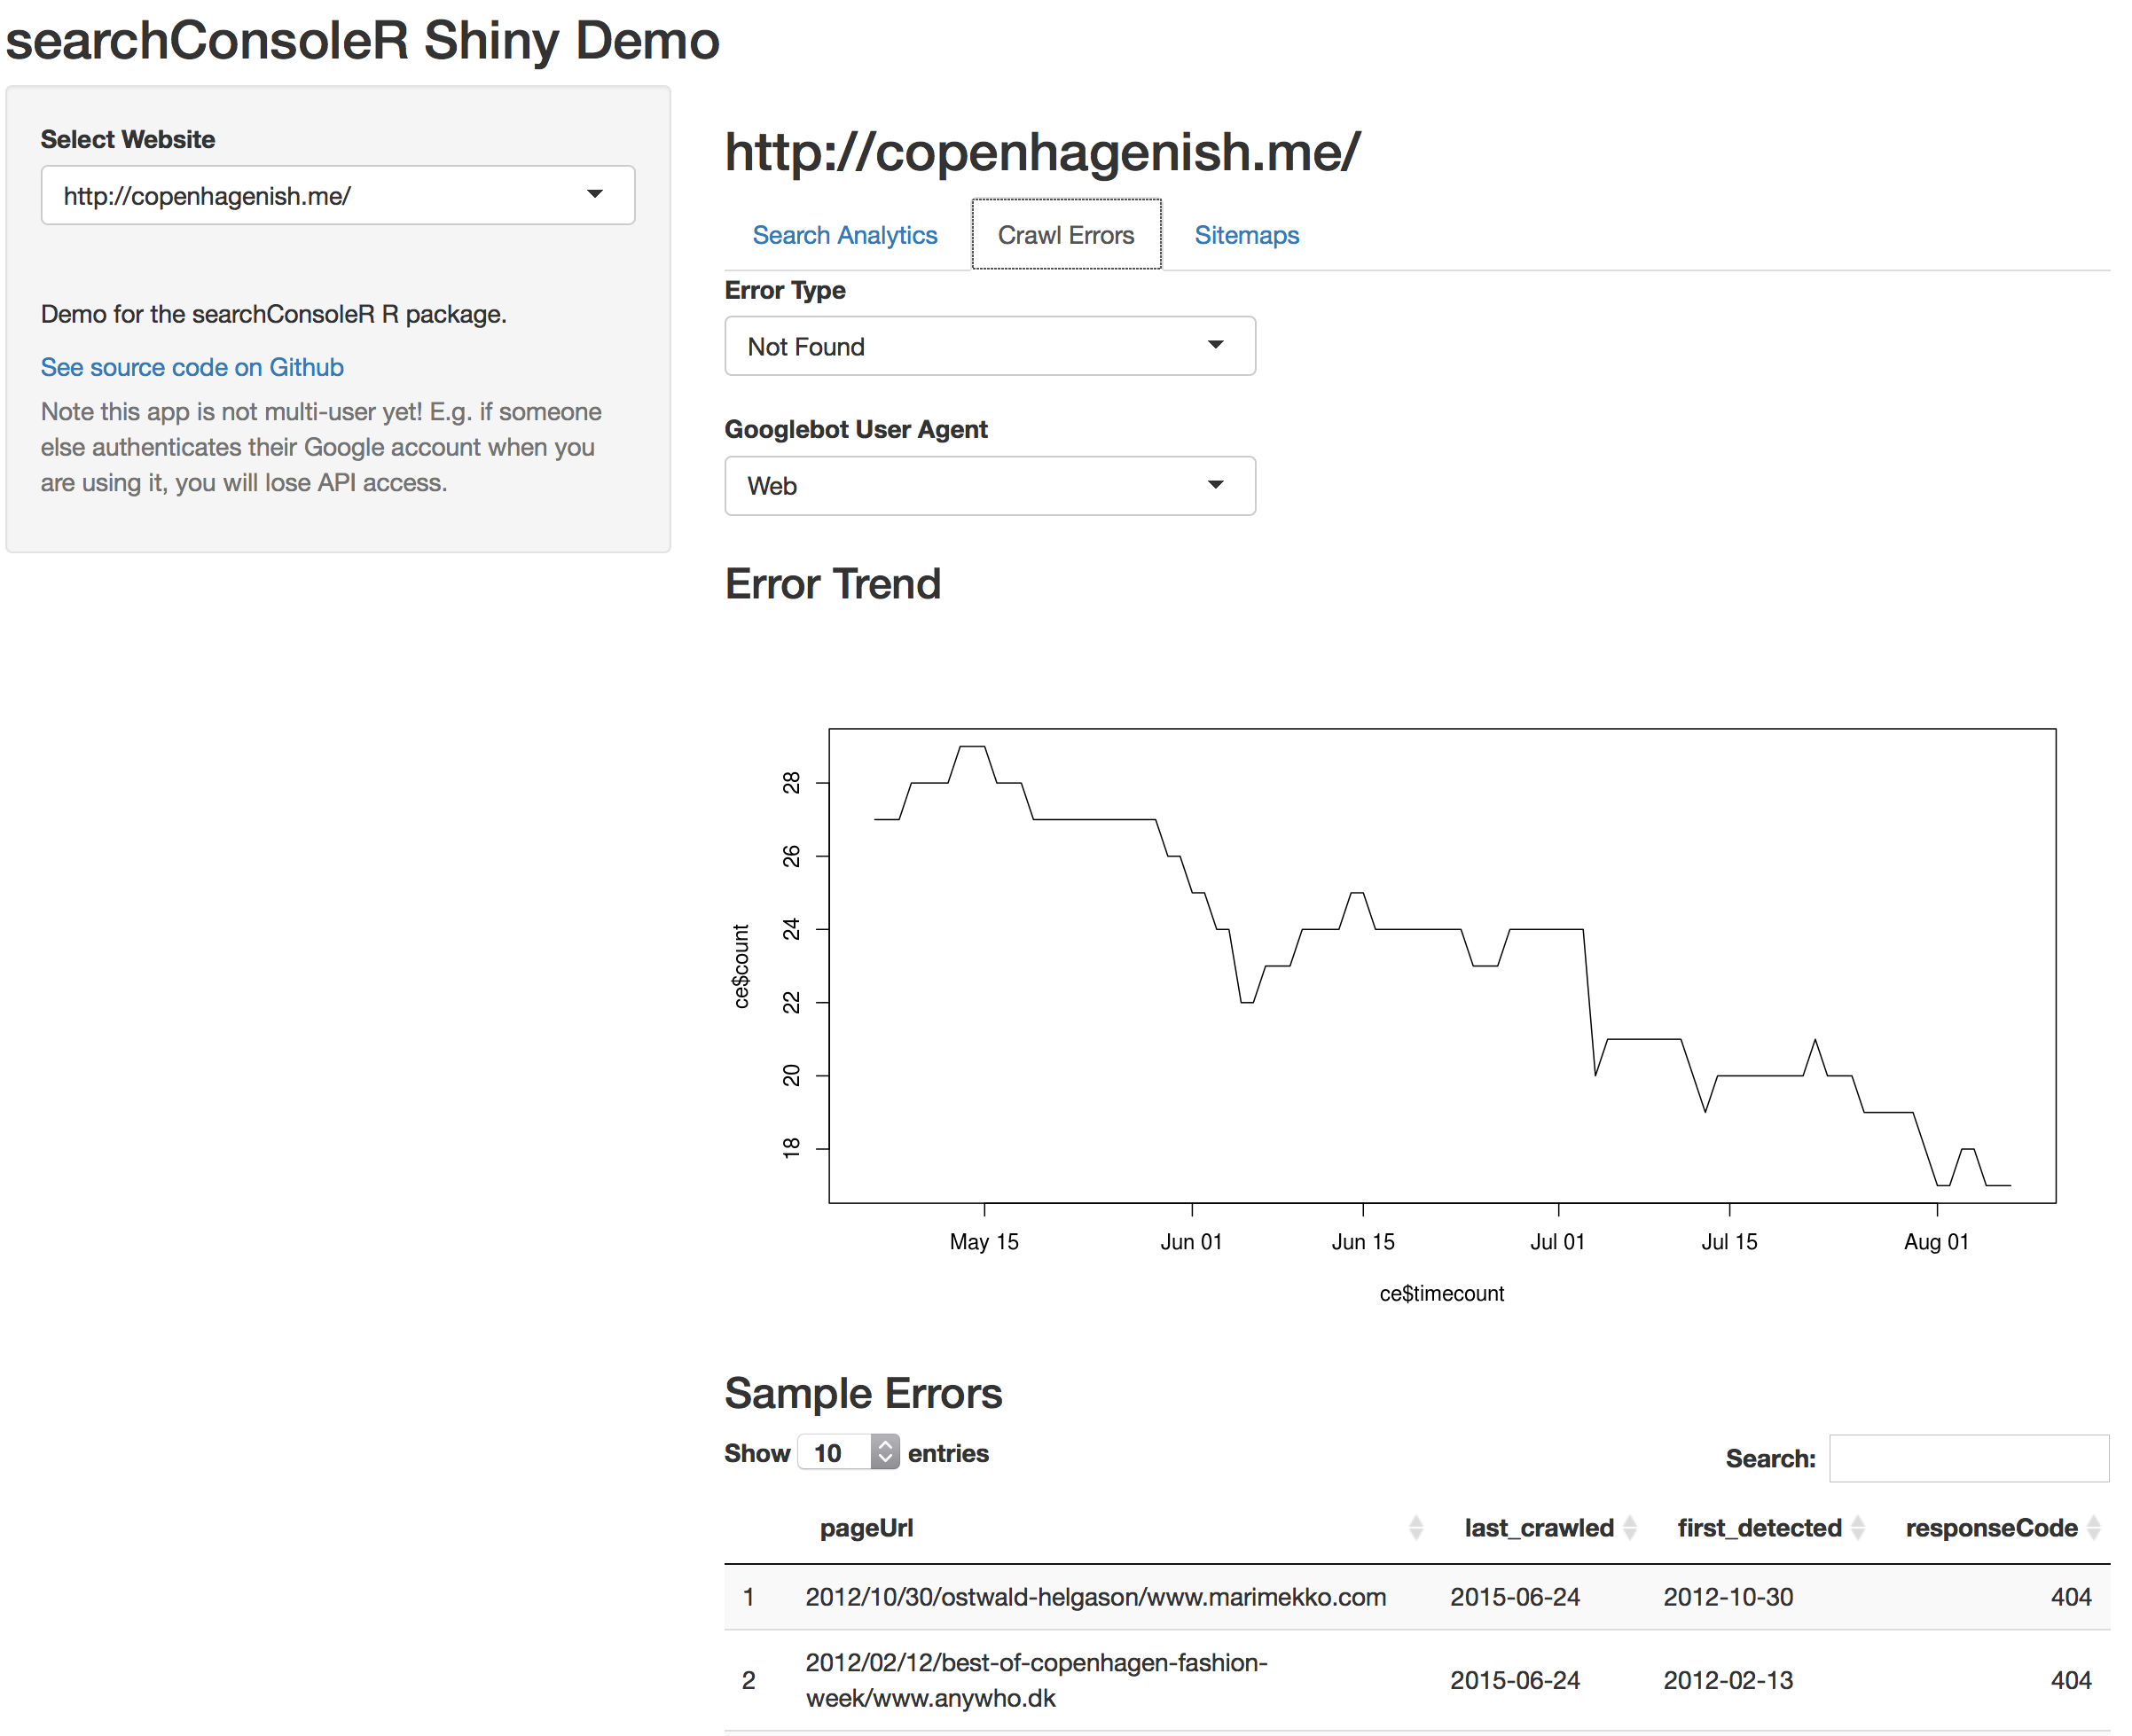 searchConsoleR Shiny Demo
Select Website
http://copenhagenish.me/
Demo for the searchConsoleR R package.
See source code on Github
Note this app is not multi-user yet! E.g. if someone
else authenticates their Google account when you
are using it, you will lose API access.
http://copenhagenish.me/
Search Analytics Crawl Errors Sitemaps
Error Type
Not Found
Googlebot User Agent
Web
Error Trend
28
26
24
22
20
18
ce$count
May 15 Jun 01 Jun 15 Jul 01 Jul 15 Aug 01
ce$timecount
Sample Errors
Show 10 entries Search:
pageUrl last_crawled first_detected responseCode
1 2012/10/30/ostwald-helgason/www.marimekko.com 2015-06-24 2012-10-30 404
2012/02/12/best-of-copenhagen-fashion-
2 week/www.anywho.dk 2015-06-24 2012-02-13 404